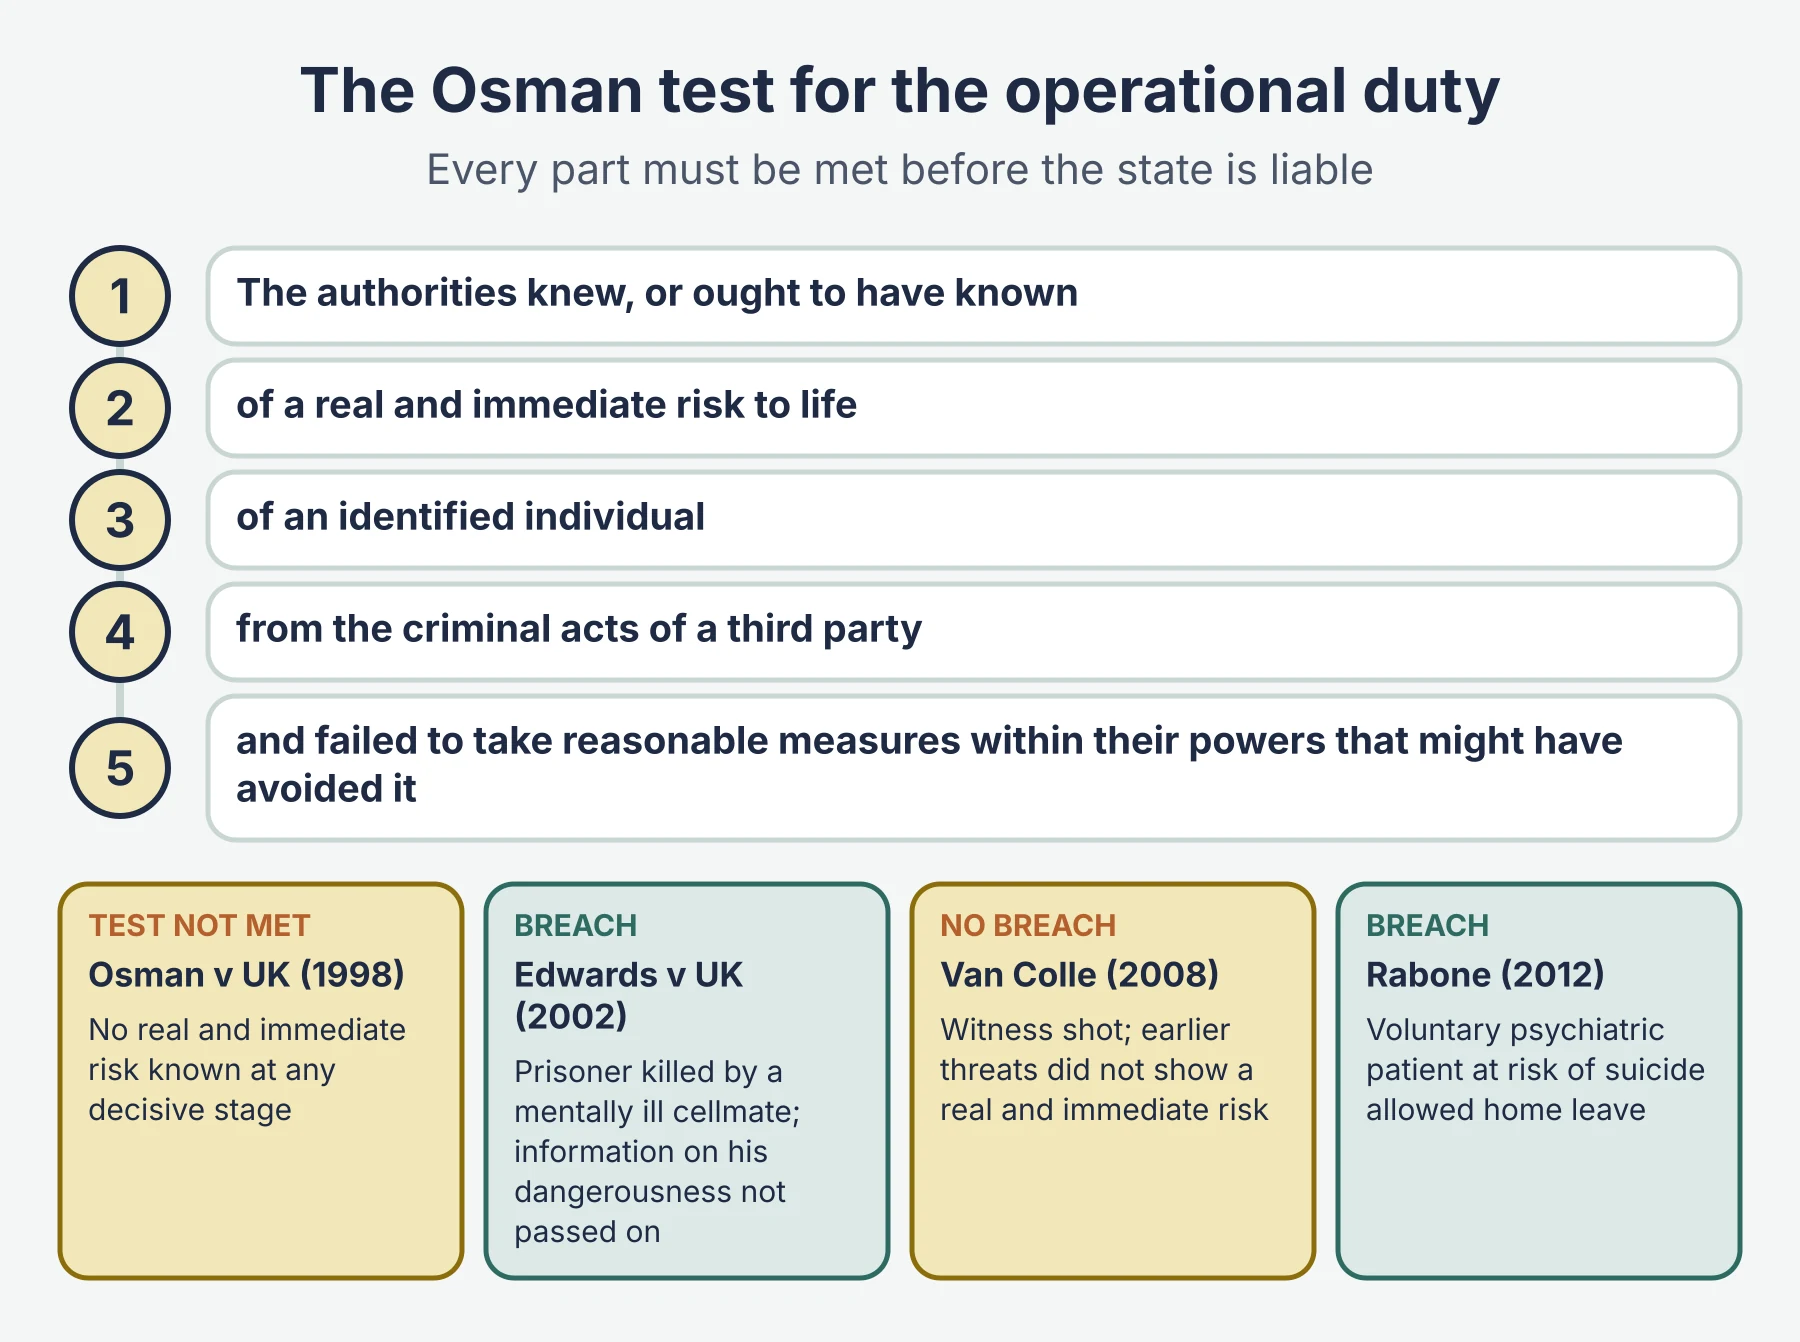 The Osman test for the operational duty
Every part must be met before the state is liable
1
The authorities knew, or ought to have known
2
of a real and immediate risk to life
3
of an identified individual
4
from the criminal acts of a third party
5
and failed to take reasonable measures within their powers that might have
avoided it
TEST NOT MET
Osman v UK (1998)
No real and immediate
risk known at any
decisive stage
BREACH
Edwards v UK
(2002)
Prisoner killed by a
mentally ill cellmate;
information on his
dangerousness not
passed on
NO BREACH
Van Colle (2008)
Witness shot; earlier
threats did not show a
real and immediate risk
BREACH
Rabone (2012)
Voluntary psychiatric
patient at risk of suicide
allowed home leave